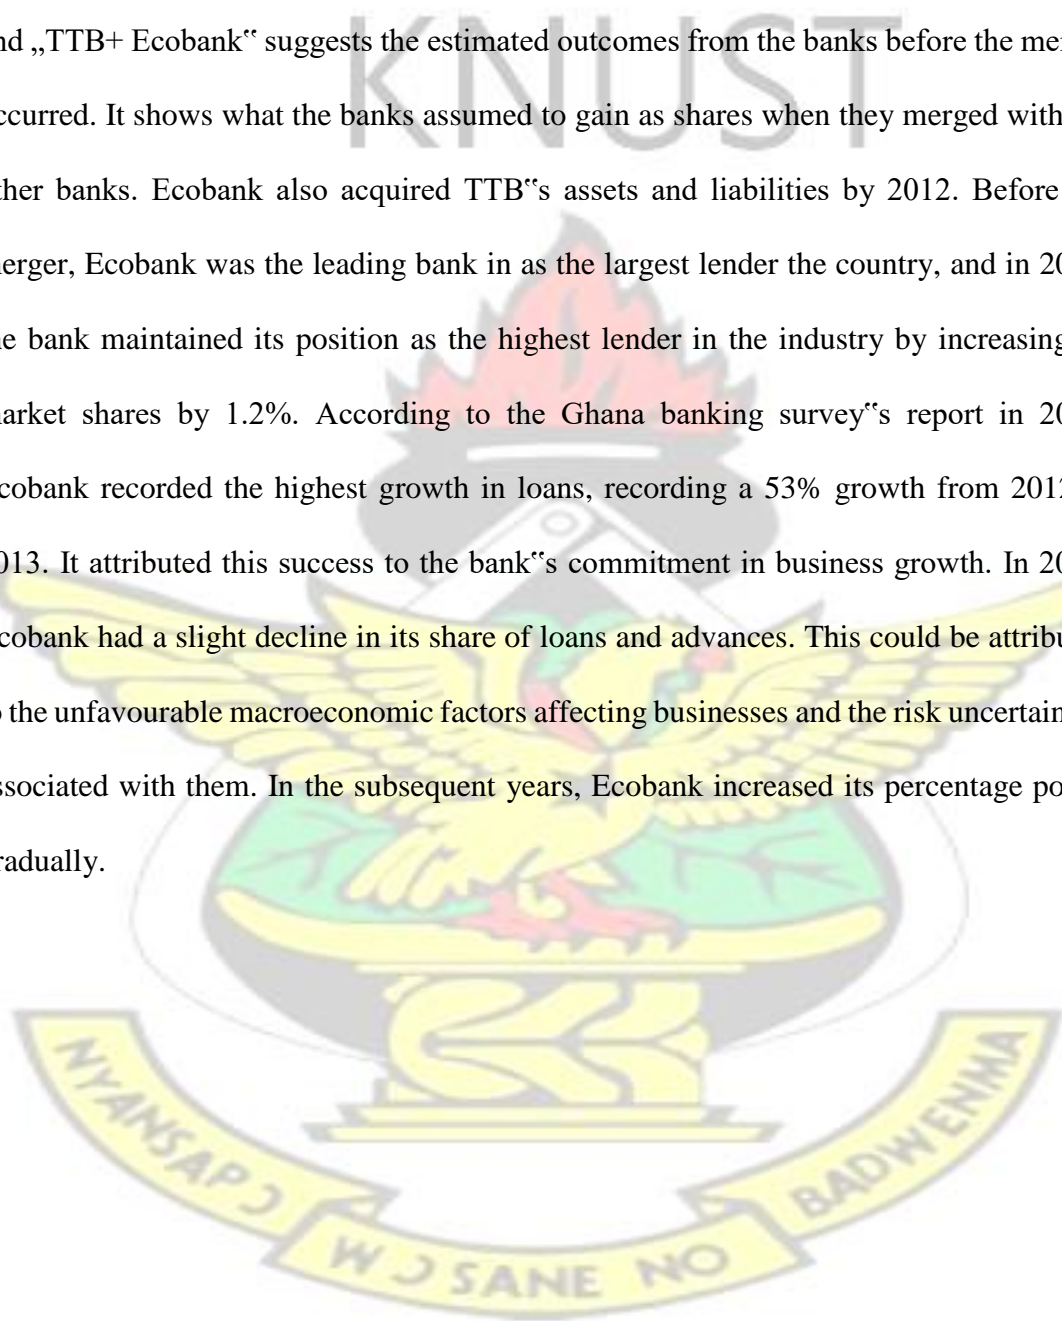 KNUST
nd „TTB+ Ecobank‟ suggests the estimated outcomes from the banks before the me
ccurred. It shows what the banks assumed to gain as shares when they merged with
ther banks. Ecobank also acquired TTB‟s assets and liabilities by 2012. Before
erger, Ecobank was the leading bank in as the largest lender the country, and in 20
he bank maintained its position as the highest lender in the industry by increasing
arket shares by 1.2%. According to the Ghana banking survey‟s report in 20
cobank recorded the highest growth in loans, recording a 53% growth from 2012
013. It attributed this success to the bank‟s commitment in business growth. In 20
cobank had a slight decline in its share of loans and advances. This could be attribu
o the unfavourable macroeconomic factors affecting businesses and the risk uncertain
ssociated with them. In the subsequent years, Ecobank increased its percentage po
radually.
NYANSAPƆ
WƆSANE NO
BADWENMA